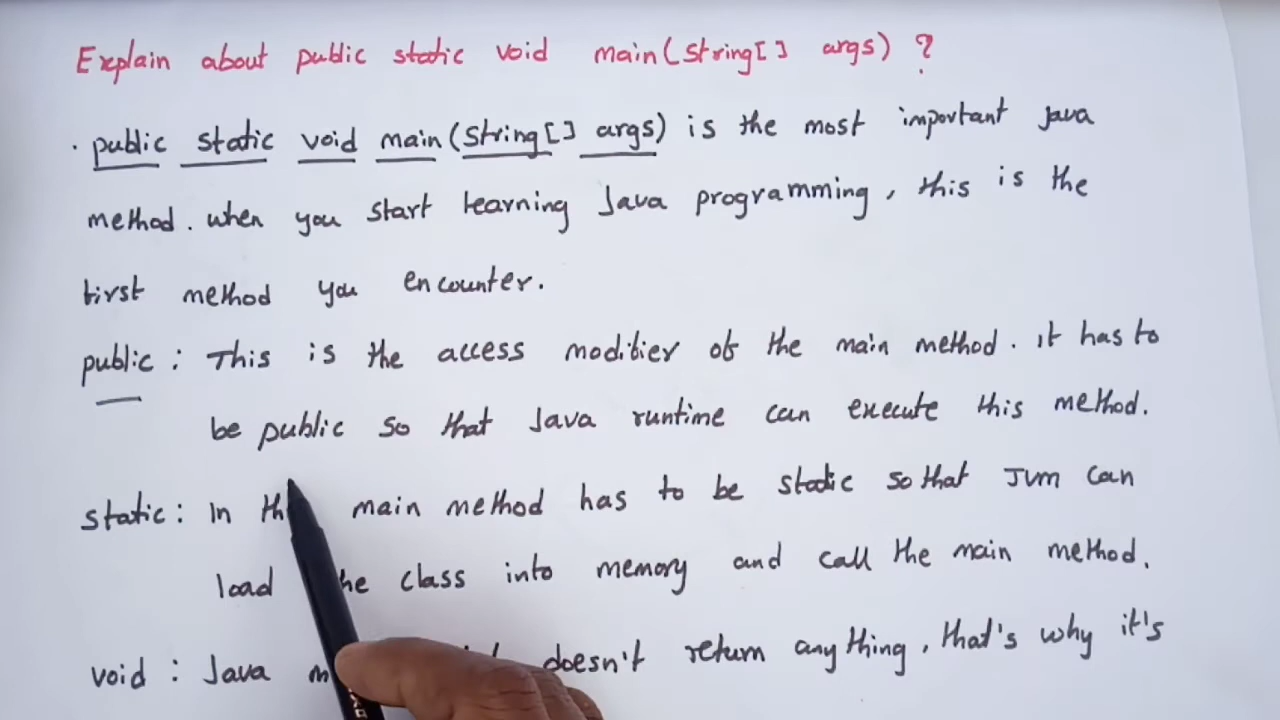 Explain about public static void main(String[] args) ?
. public static void main(String[] args) is the most important java
method. when you start learning Java programming, this is the
first method you encounter.
public : This is the access modifier of the main method. it has to
be public so that Java runtime can execute this method.
static : In main method has to be static so that JVM can
load class into memory and call the main method.
void : Java doesn't return anything, that's why it's